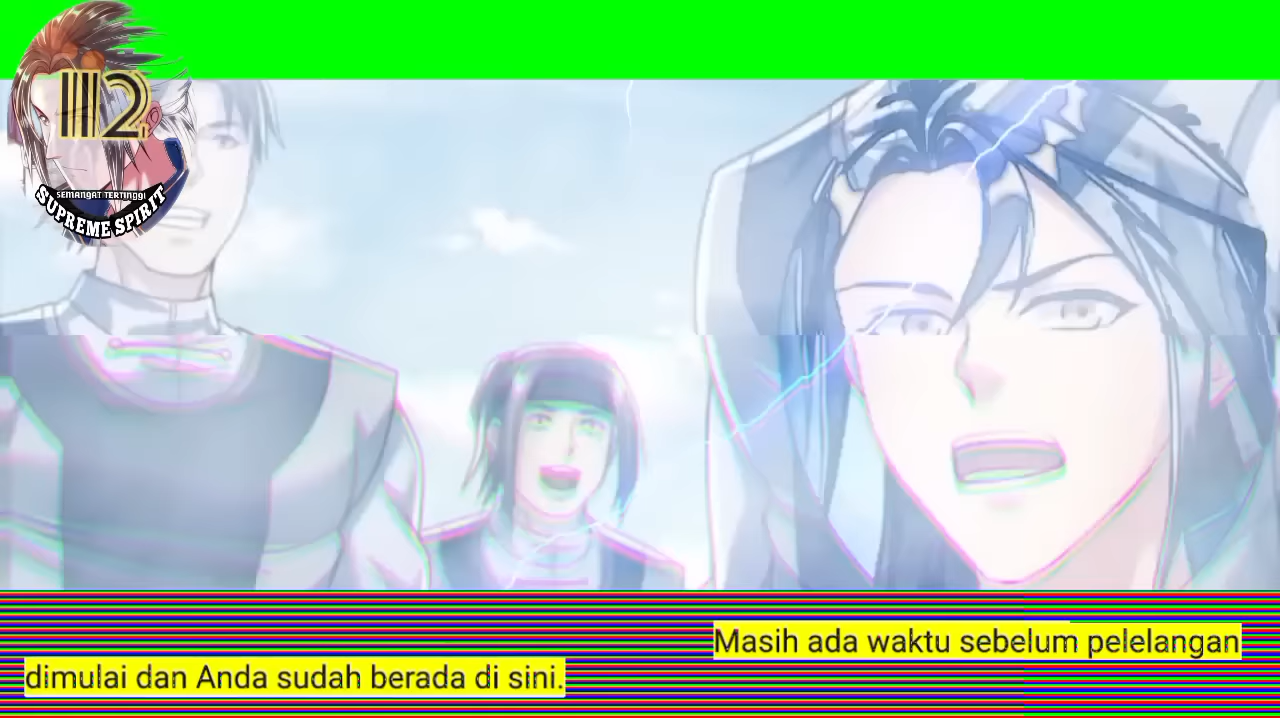 112
SEMANGAT TERTINGGI
SUPREME SPIRIT
Masih ada waktu sebelum pelelangan
dimulai dan Anda sudah berada di sini.